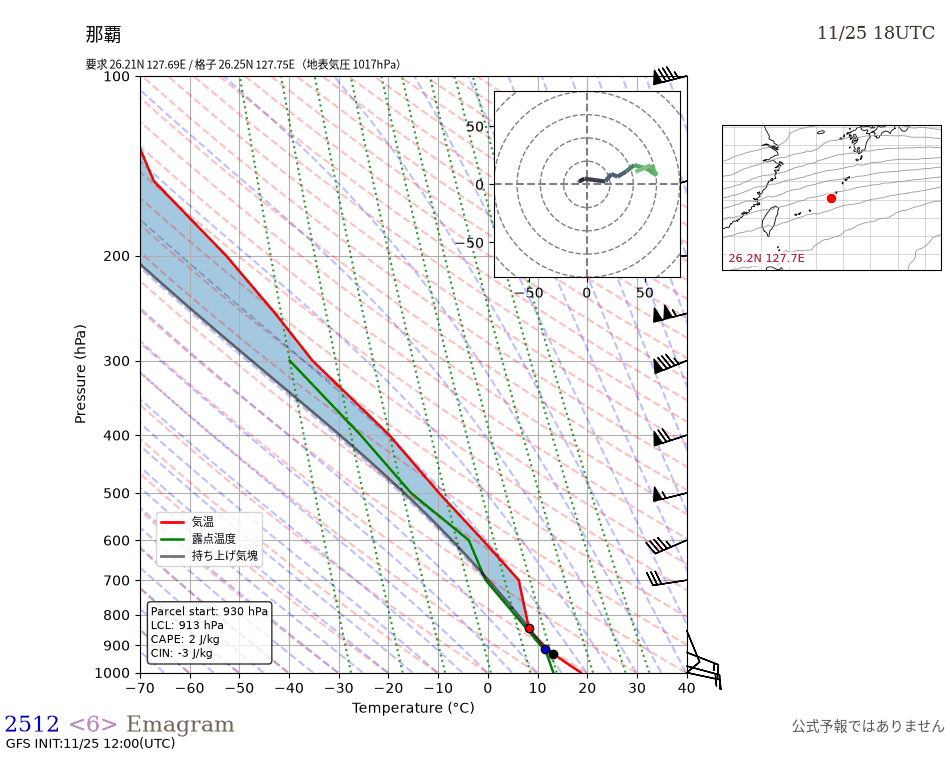 那覇
11/25 18UTC
要求 26.21N 127.69E / 格子 26.25N 127.75E（地表気圧 1017hPa）
100
200
300
400
500
600
700
800
900
1000
Pressure (hPa)
50
0
−50
−50 0 50
26.2N 127.7E
気温
露点温度
持ち上げ気塊
Parcel start: 930 hPa
LCL: 913 hPa
CAPE: 2 J/kg
CIN: -3 J/kg
−70 −60 −50 −40 −30 −20 −10 0 10 20 30 40
Temperature (°C)
2512 <6> Emagram
公式予報ではありません
GFS INIT:11/25 12:00(UTC)